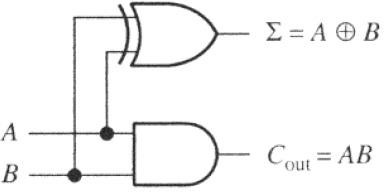 Σ = A ⊕ B
A
B
C_out = AB